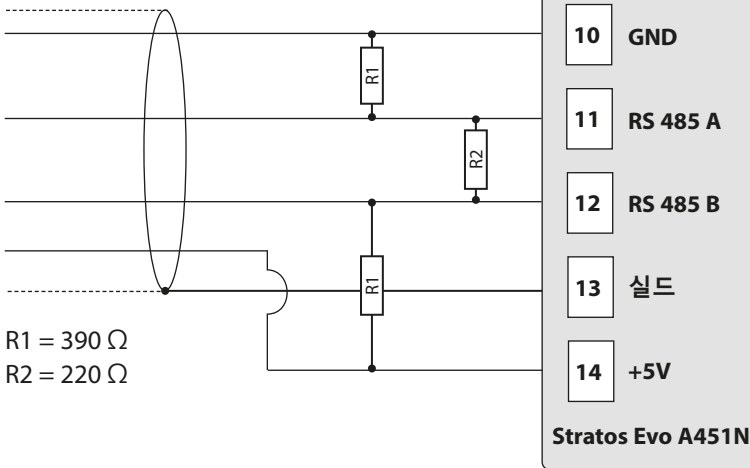 10 GND
R1
11 RS 485 A
R2
12 RS 485 B
R1
13 실드
R1 = 390 Ω
R2 = 220 Ω
14 +5V
Stratos Evo A451N